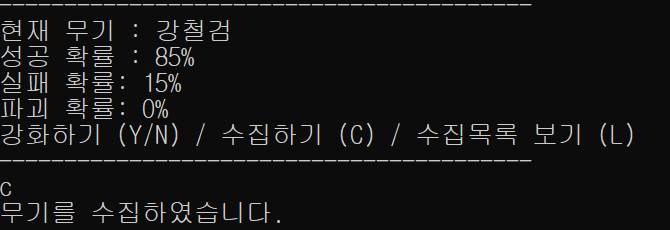 -----------------------------------------
현재 무기 : 강철검
성공 확률 : 85%
실패 확률: 15%
파괴 확률: 0%
강화하기 (Y/N) / 수집하기 (C) / 수집목록 보기 (L)
-----------------------------------------
c
무기를 수집하였습니다.